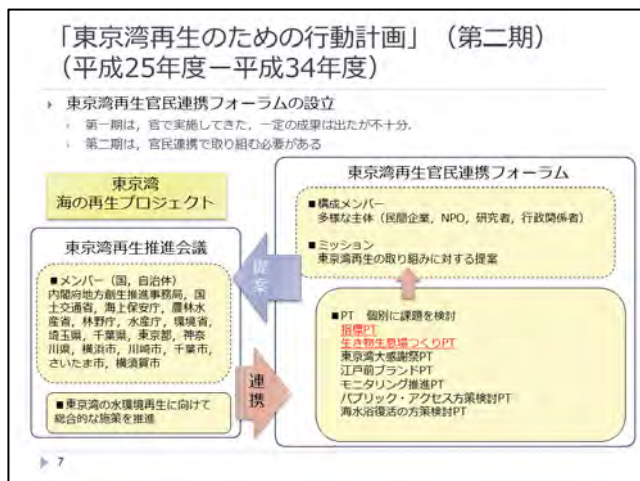 「東京湾再生のための行動計画」（第二期）
（平成25年度ー平成34年度）
東京湾再生官民連携フォーラムの設立
第一期は，官で実施してきた，一定の成果は出たが不十分．
第二期は，官民連携で取り組む必要がある
東京湾
海の再生プロジェクト
東京湾再生推進会議
■メンバー（国，自治体）
内閣府地方創生推進事務局，国
土交通省，海上保安庁，農林水
産省，林野庁，水産庁，環境省，
埼玉県，千葉県，東京都，神奈
川県，横浜市，川崎市，千葉市，
さいたま市，横須賀市
■東京湾の水環境再生に向けて
総合的な施策を推進
提案
連携
東京湾再生官民連携フォーラム
■構成メンバー
多様な主体（民間企業，NPO，研究者，行政関係者）
■ミッション
東京湾再生の取り組みに対する提案
■PT 個別に課題を検討
指標PT
生き物生息場つくりPT
東京湾大感謝祭PT
江戸前ブランドPT
モニタリング推進PT
パブリック・アクセス方策検討PT
海水浴復活の方策検討PT
7